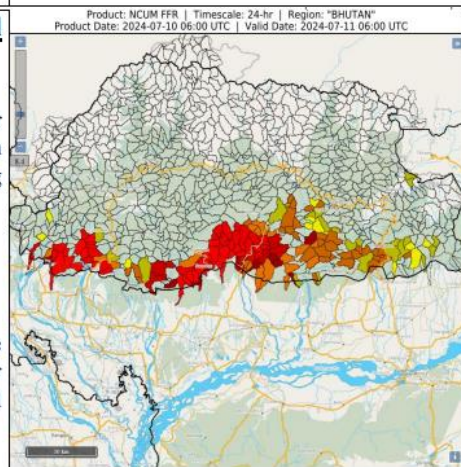 Product: NCUM FFR | Timescale: 24-hr | Region: "BHUTAN"
Product Date: 2024-07-10 06:00 UTC | Valid Date: 2024-07-11 06:00 UTC